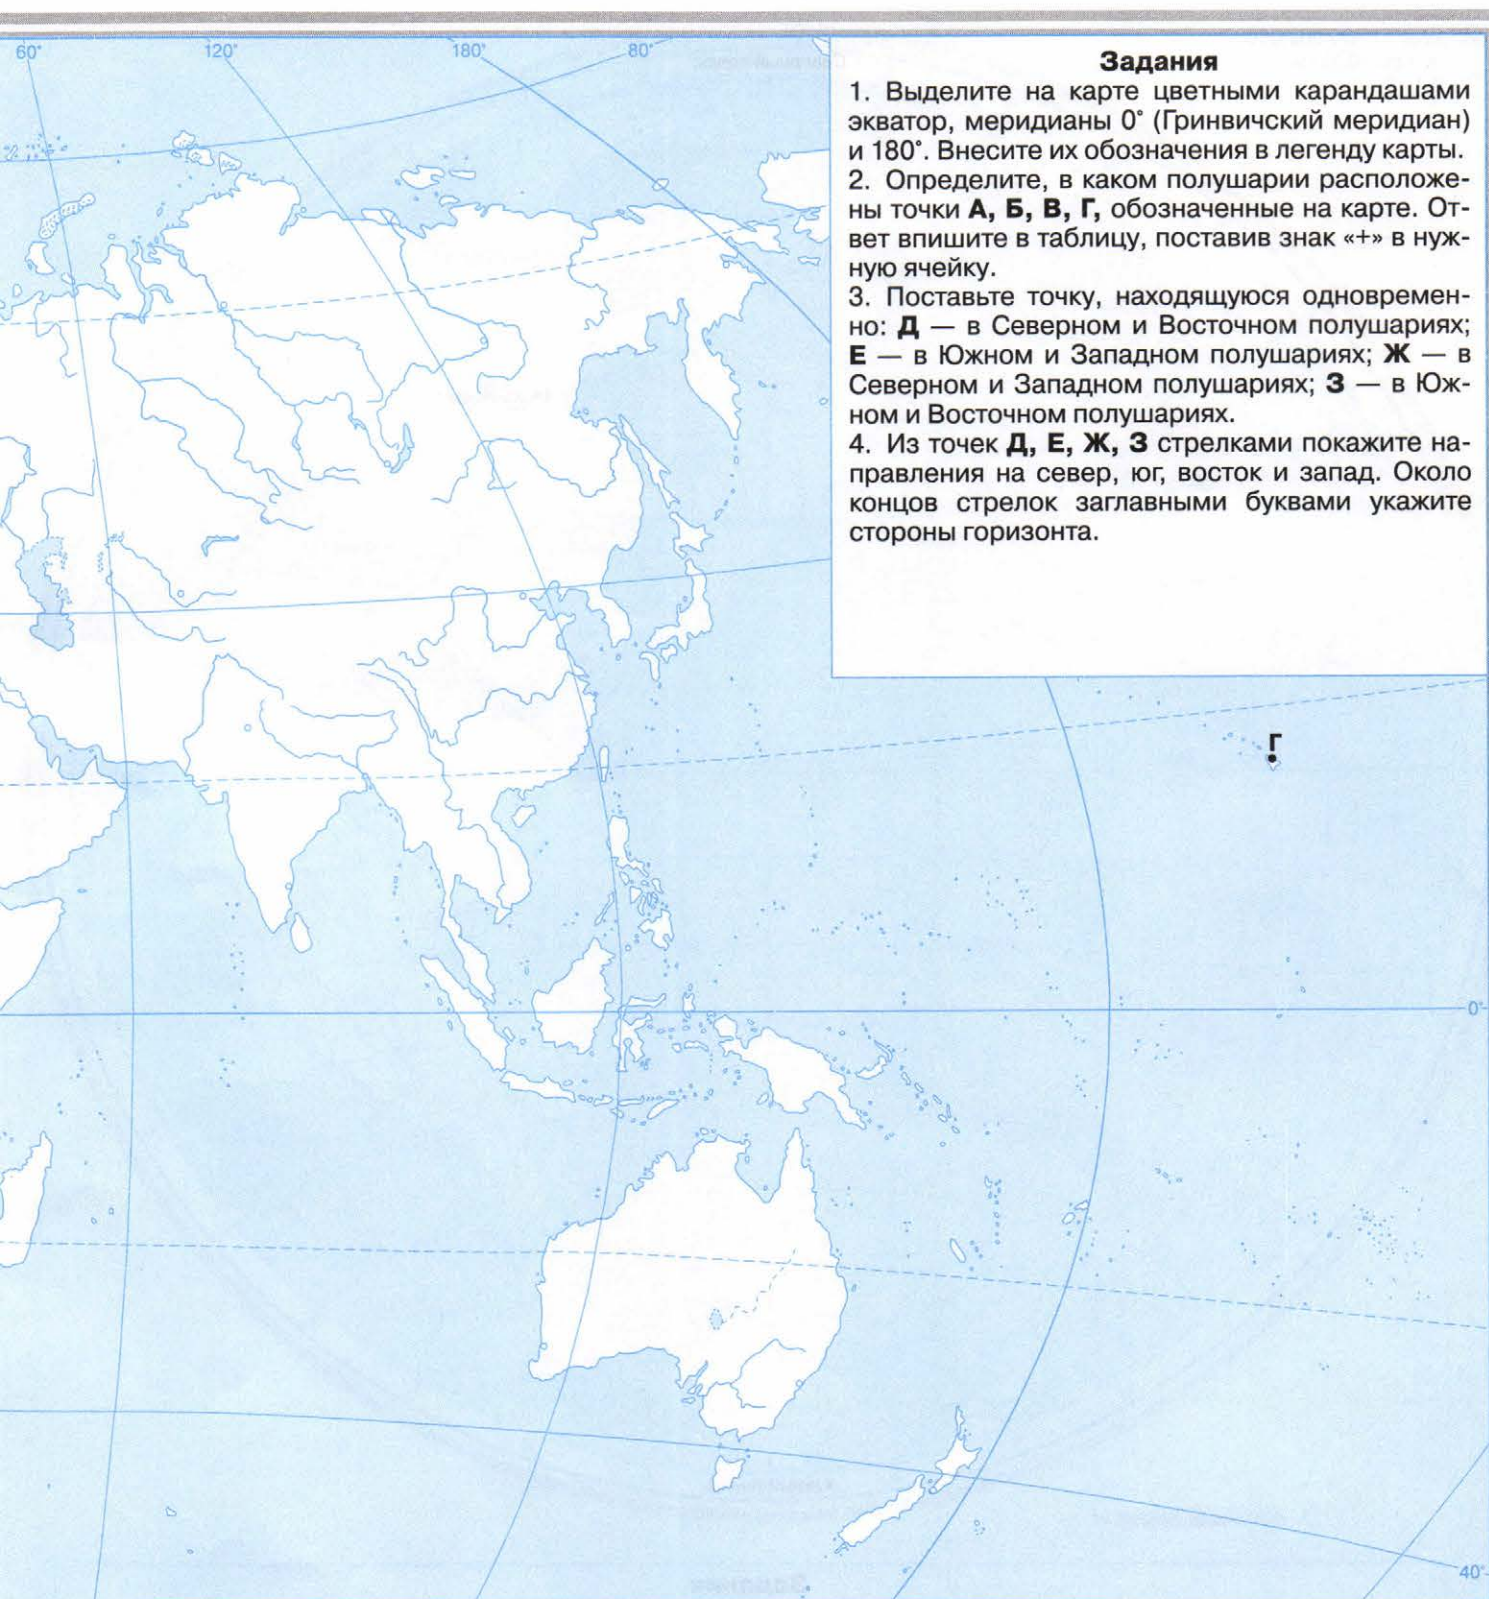 60° 120° 180° 80°
Задания
1. Выделите на карте цветными карандашами
экватор, меридианы 0° (Гринвичский меридиан)
и 180°. Внесите их обозначения в легенду карты.
2. Определите, в каком полушарии расположе-
ны точки А, Б, В, Г, обозначенные на карте. От-
вет впишите в таблицу, поставив знак «+» в нуж-
ную ячейку.
3. Поставьте точку, находящуюся одновремен-
но: Д — в Северном и Восточном полушариях;
Е — в Южном и Западном полушариях; Ж — в
Северном и Западном полушариях; З — в Юж-
ном и Восточном полушариях.
4. Из точек Д, Е, Ж, З стрелками покажите на-
правления на север, юг, восток и запад. Около
концов стрелок заглавными буквами укажите
стороны горизонта.
Г
0°
40°